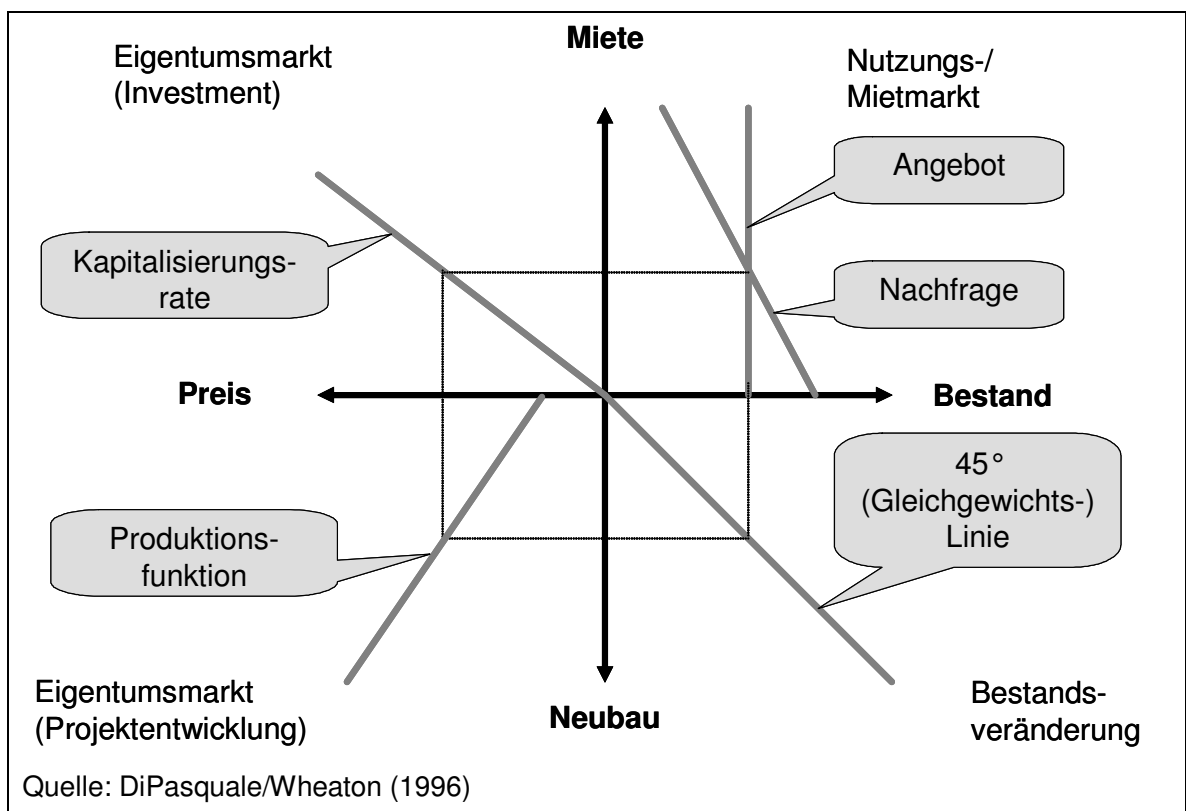 Eigentumsmarkt
(Investment)
Miete
Nutzungs-/
Mietmarkt
Angebot
Kapitalisierungs-
rate
Nachfrage
Preis
Bestand
45°
(Gleichgewichts-)
Linie
Produktions-
funktion
Eigentumsmarkt
(Projektentwicklung)
Neubau
Bestands-
veränderung
Quelle: DiPasquale/Wheaton (1996)